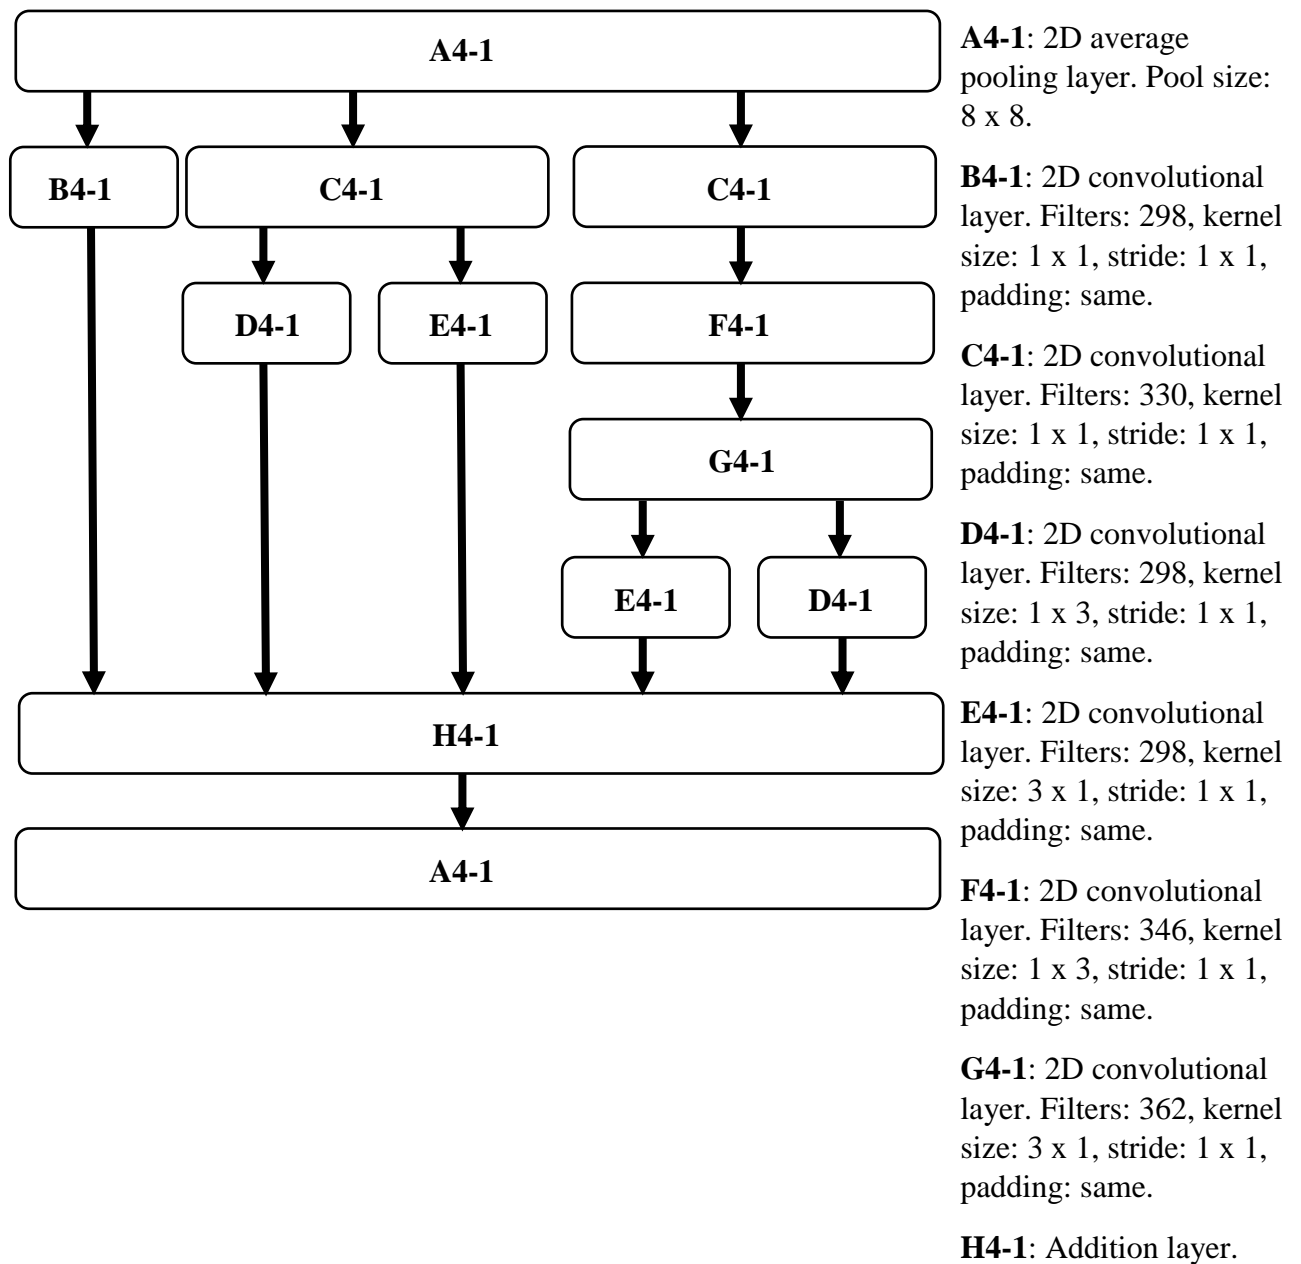 A4-1
B4-1
C4-1
C4-1
D4-1
E4-1
F4-1
G4-1
E4-1
D4-1
H4-1
A4-1
A4-1: 2D average
pooling layer. Pool size:
8 x 8.
B4-1: 2D convolutional
layer. Filters: 298, kernel
size: 1 x 1, stride: 1 x 1,
padding: same.
C4-1: 2D convolutional
layer. Filters: 330, kernel
size: 1 x 1, stride: 1 x 1,
padding: same.
D4-1: 2D convolutional
layer. Filters: 298, kernel
size: 1 x 3, stride: 1 x 1,
padding: same.
E4-1: 2D convolutional
layer. Filters: 298, kernel
size: 3 x 1, stride: 1 x 1,
padding: same.
F4-1: 2D convolutional
layer. Filters: 346, kernel
size: 1 x 3, stride: 1 x 1,
padding: same.
G4-1: 2D convolutional
layer. Filters: 362, kernel
size: 3 x 1, stride: 1 x 1,
padding: same.
H4-1: Addition layer.